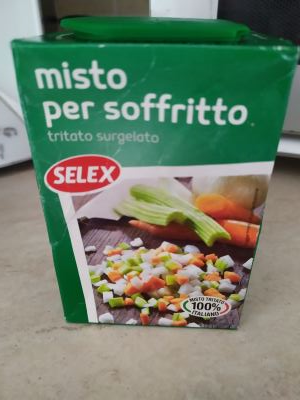 misto
per soffritto
tritato surgelato
SELEX
MISTO TRITATO
100%
ITALIANO